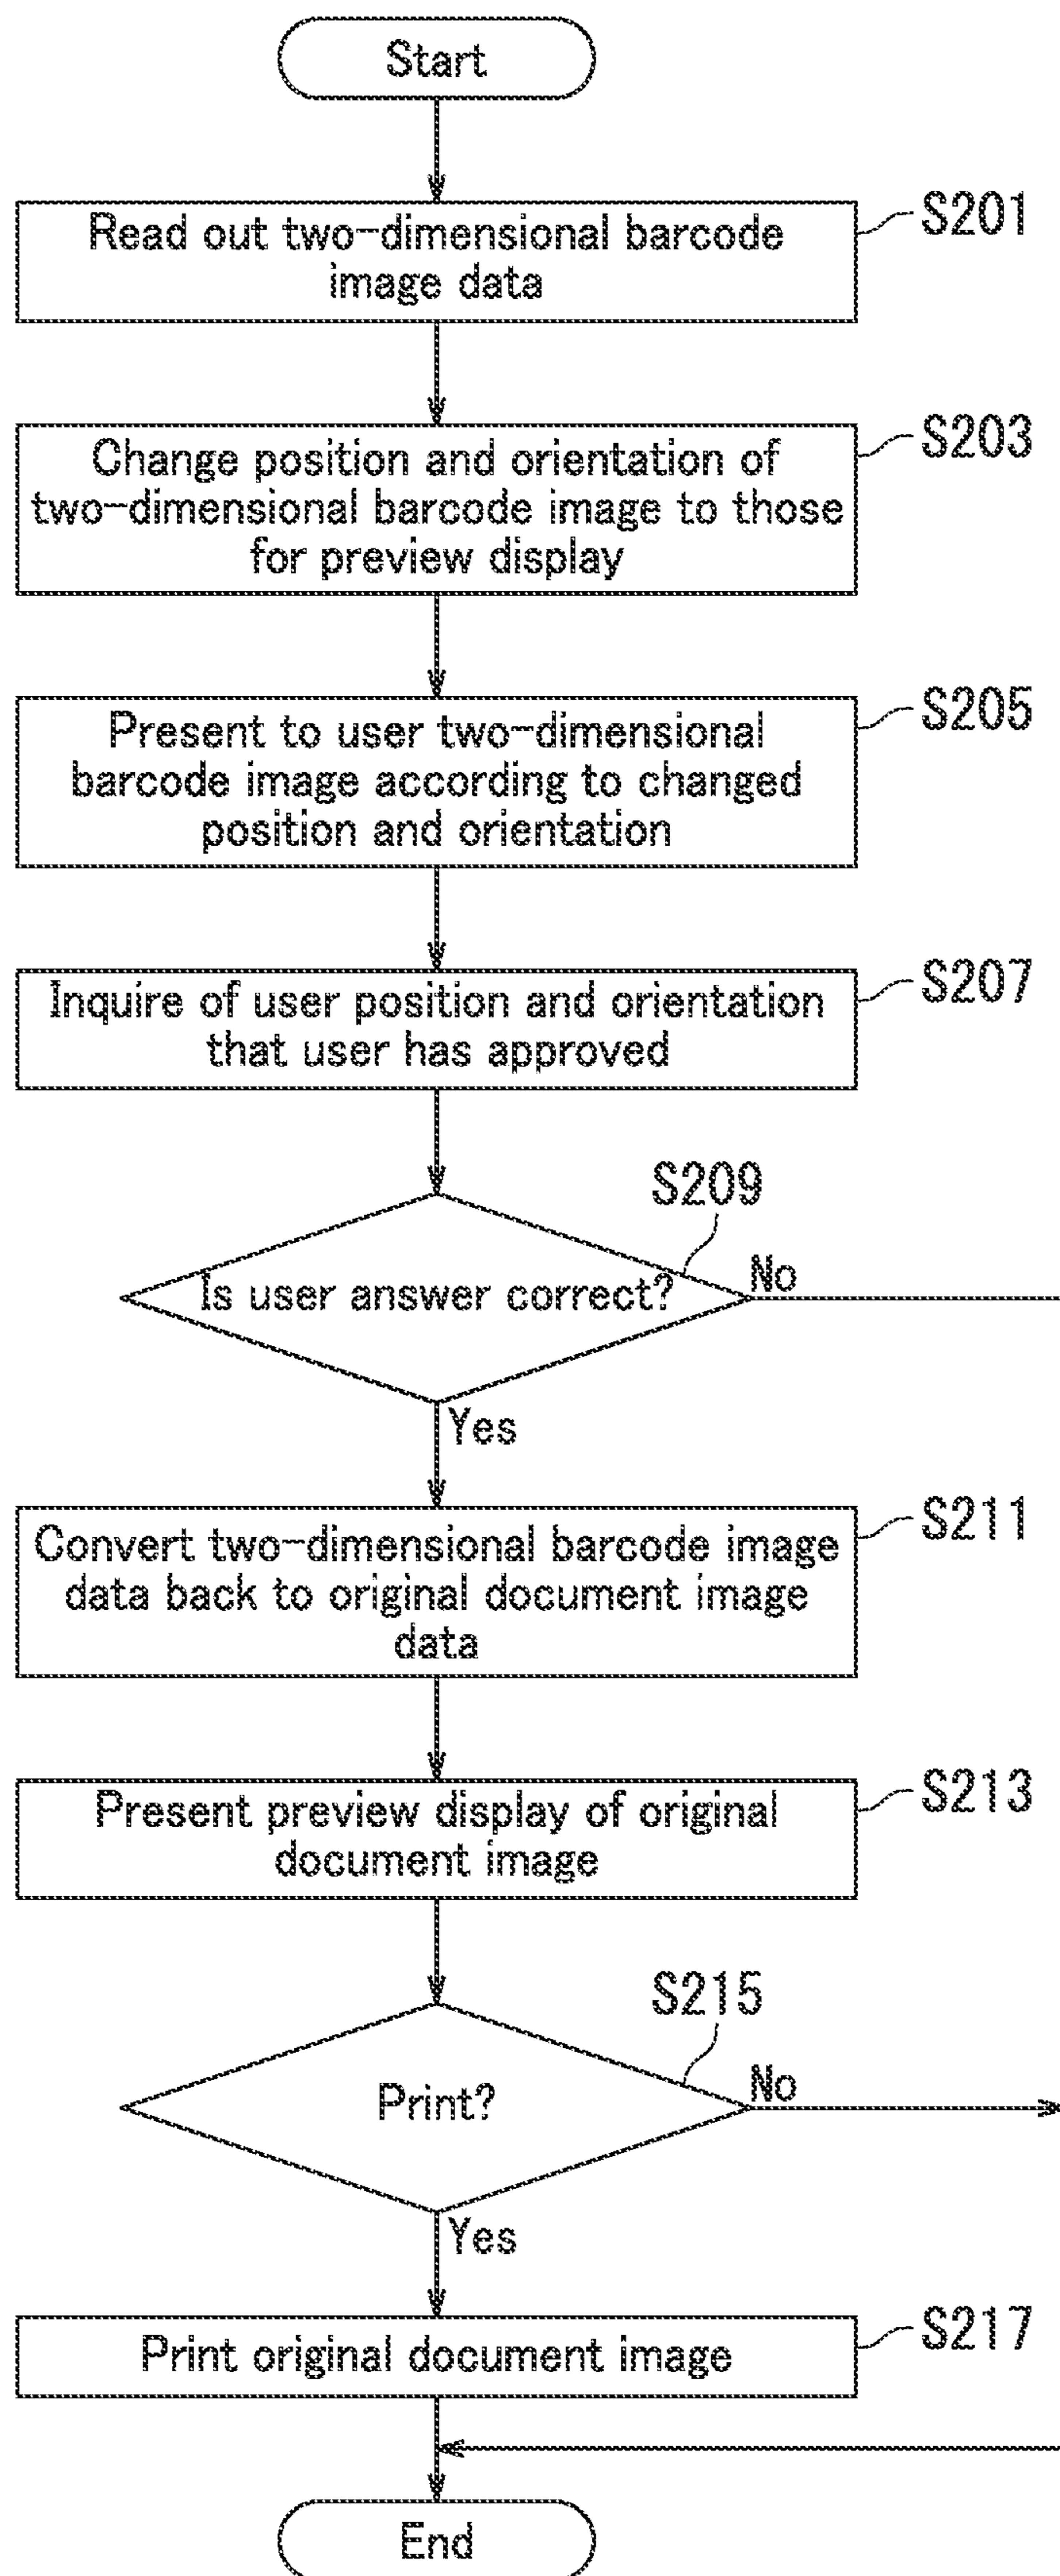 Start
Read out two-dimensional barcode
image data
S201
Change position and orientation of
two-dimensional barcode image to those
for preview display
S203
Present to user two-dimensional
barcode image according to changed
position and orientation
S205
Inquire of user position and orientation
that user has approved
S207
S209
Is user answer correct?
No
Yes
Convert two-dimensional barcode image
data back to original document image
data
S211
Present preview display of original
document image
S213
S215
Print?
No
Yes
Print original document image
S217
End